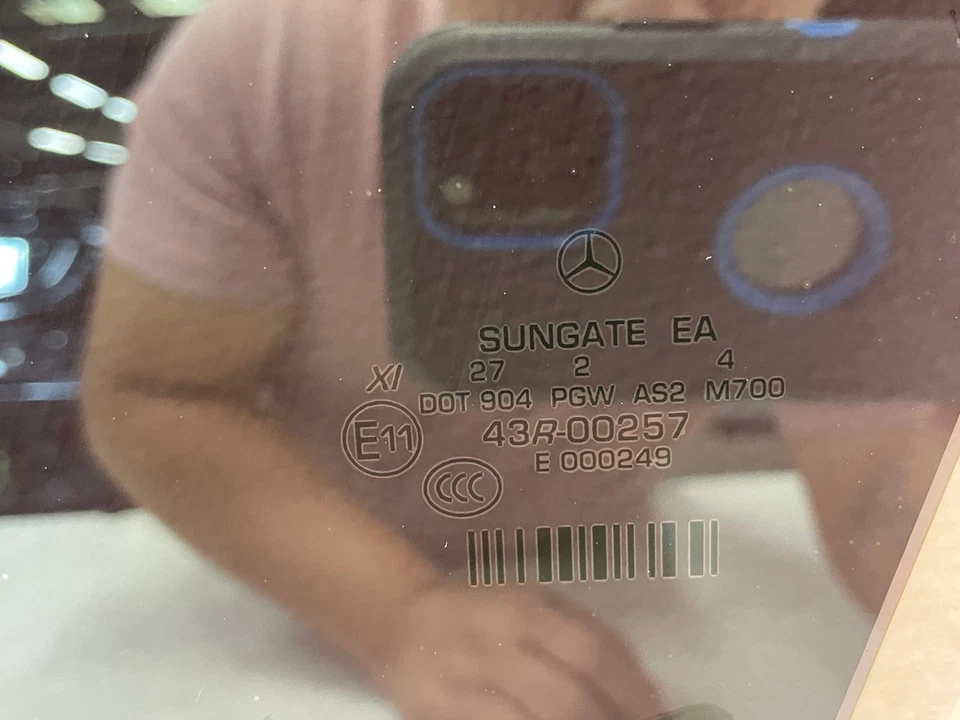 SUNGATE EA
27 2 4
XI
DOT 904 PGW AS2 M700
E11 43R-00257
E 000249
CCC